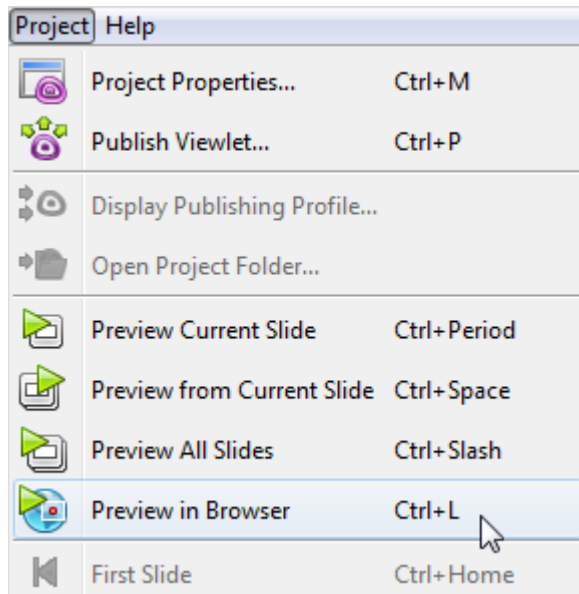 Project Help
Project Properties... Ctrl+M
Publish Viewlet... Ctrl+P
Display Publishing Profile...
Open Project Folder...
Preview Current Slide Ctrl+Period
Preview from Current Slide Ctrl+Space
Preview All Slides Ctrl+Slash
Preview in Browser Ctrl+L
First Slide Ctrl+Home